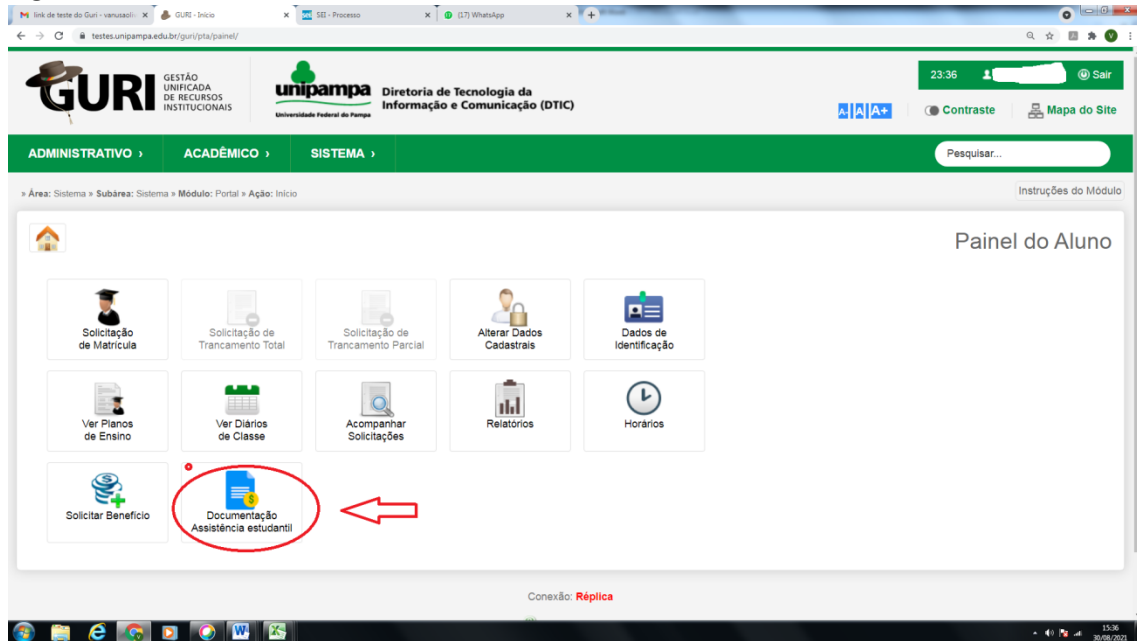 link de teste do Guri - vanusaoliv
GURI - Início
SEI - Processo
(17) WhatsApp
testes.unipampa.edu.br/guri/pta/painel/
GURI
GESTÃO
UNIFICADA
DE RECURSOS
INSTITUCIONAIS
unipampa
Universidade Federal do Pampa
Diretoria de Tecnologia da
Informação e Comunicação (DTIC)
23:36
Sair
A- A A+
Contraste
Mapa do Site
ADMINISTRATIVO ›
ACADÊMICO ›
SISTEMA ›
Pesquisar...
» Área: Sistema » Subárea: Sistema » Módulo: Portal » Ação: Início
Instruções do Módulo
Painel do Aluno
Solicitação
de Matrícula
Solicitação de
Trancamento Total
Solicitação de
Trancamento Parcial
Alterar Dados
Cadastrais
Dados de
Identificação
Ver Planos
de Ensino
Ver Diários
de Classe
Acompanhar
Solicitações
Relatórios
Horários
Solicitar Benefício
Documentação
Assistência estudantil
Conexão: Réplica
15:36
30/08/2021